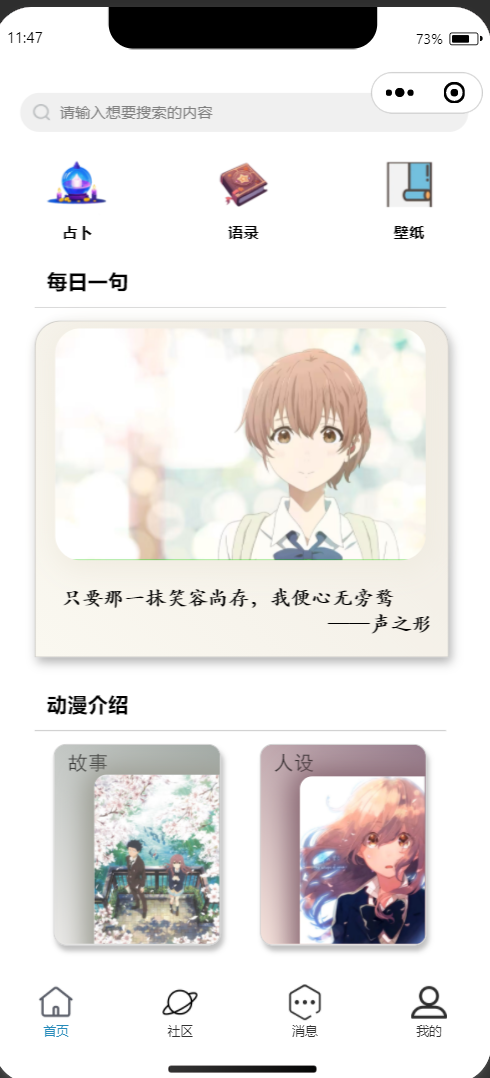 11:47
73%
请输入想要搜索的内容
占卜
语录
壁纸
每日一句
只要那一抹笑容尚存，我便心无旁骛
——声之形
动漫介绍
故事
人设
首页
社区
消息
我的